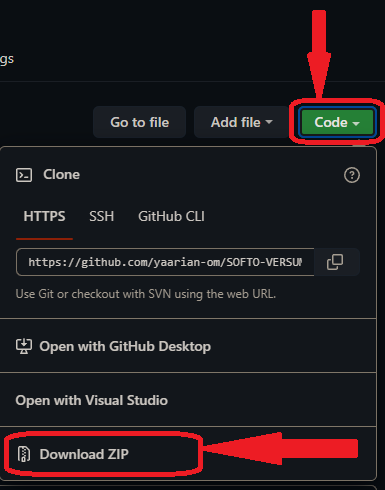 gs
Go to file
Add file
Code
Clone
HTTPS
SSH
GitHub CLI
https://github.com/yaarian-om/SOFTO-VERSUM
Use Git or checkout with SVN using the web URL.
Open with GitHub Desktop
Open with Visual Studio
Download ZIP